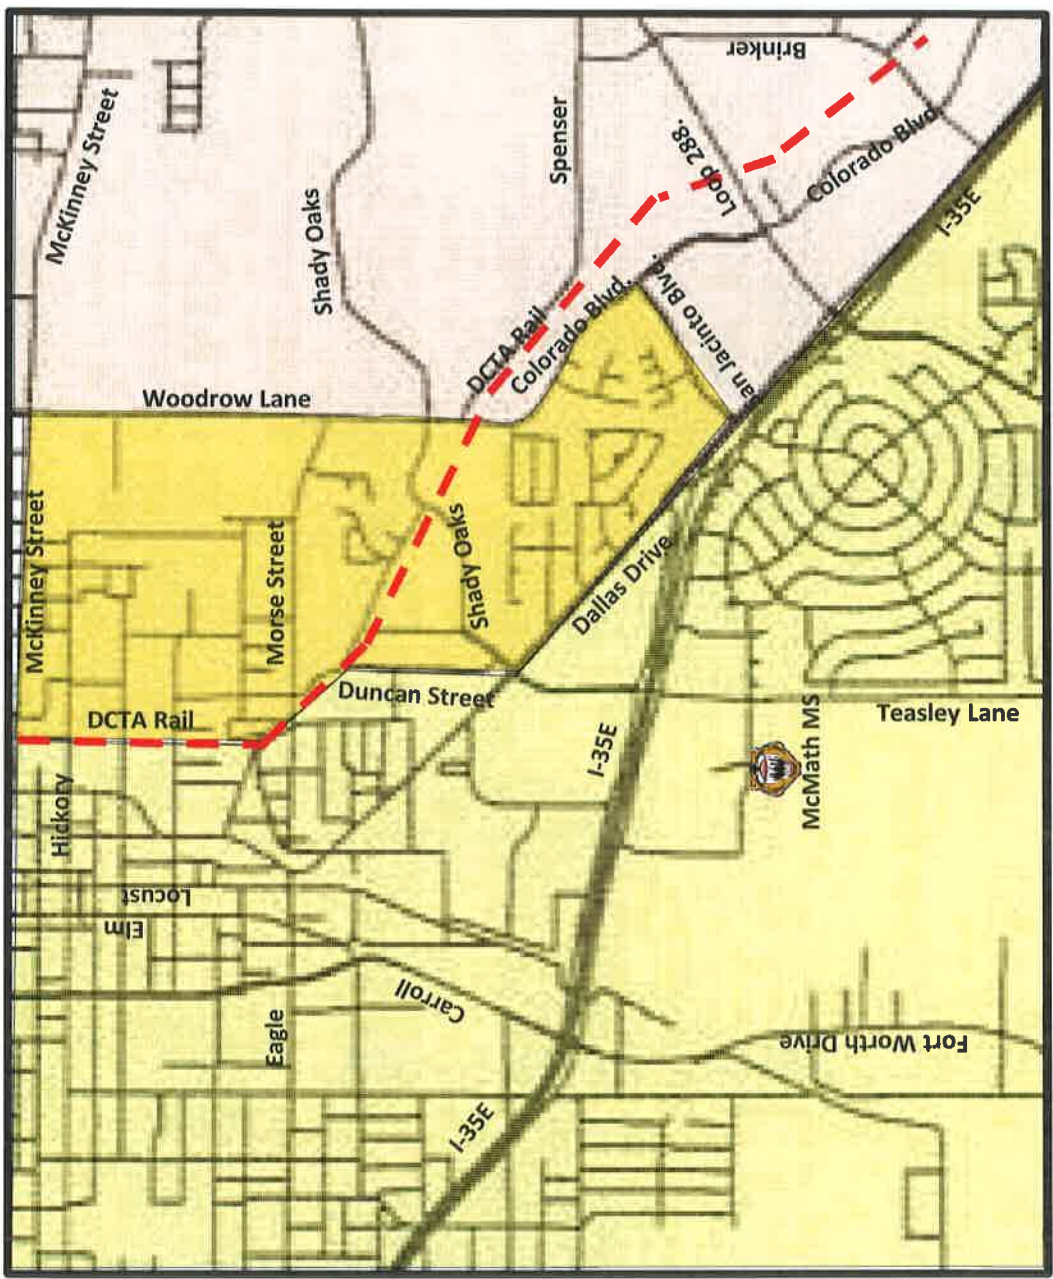 Brinker
McKinney Street
Spenser
Loop 288.
Colorado Blvd.
Shady Oaks
I-35E
DCTA Rail
Colorado Blvd.
an Jacinto Blvd.
Woodrow Lane
McKinney Street
Morse Street
Shady Oaks
Dallas Drive
Duncan Street
DCTA Rail
Teasley Lane
I-35E
McMath MS
Hickory
Locust
Elm
Carroll
Eagle
Fort Worth Drive
I-35E